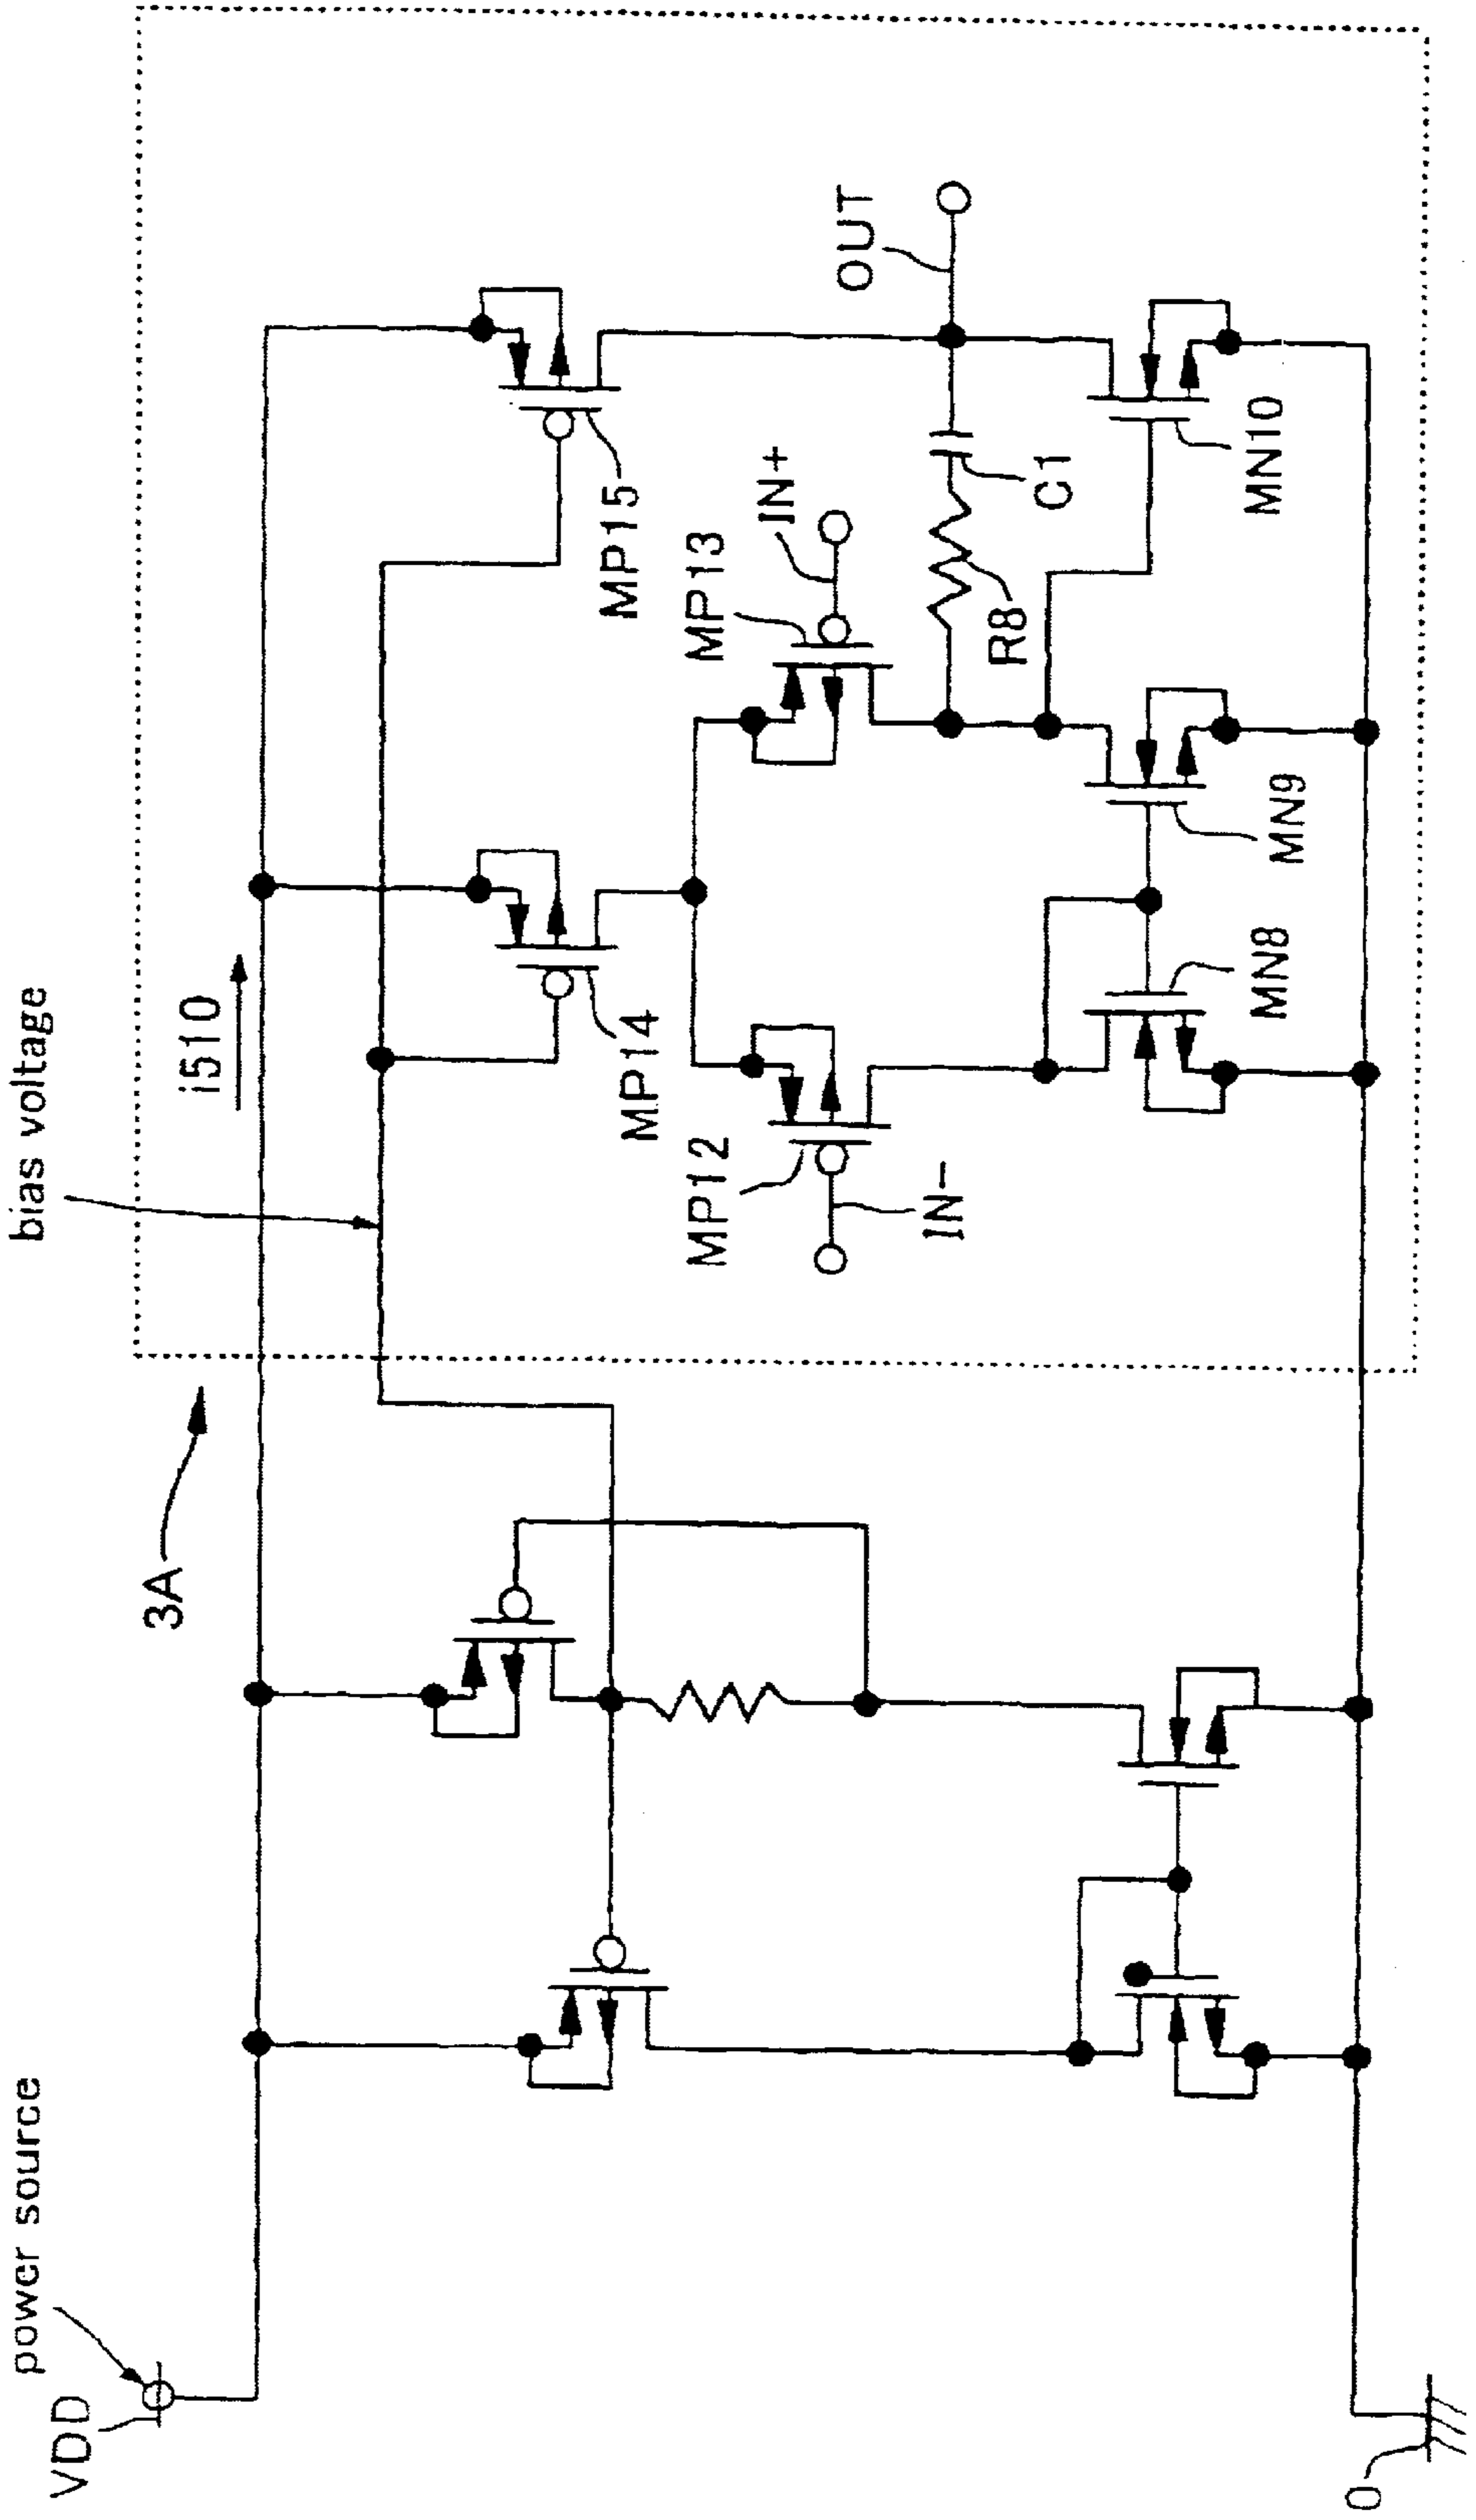 power source
VDD
bias voltage
3A
i510
MP14
MP15
MP12
IN-
MP13
IN+
OUT
R8
C1
MN8
MN9
MN10
0